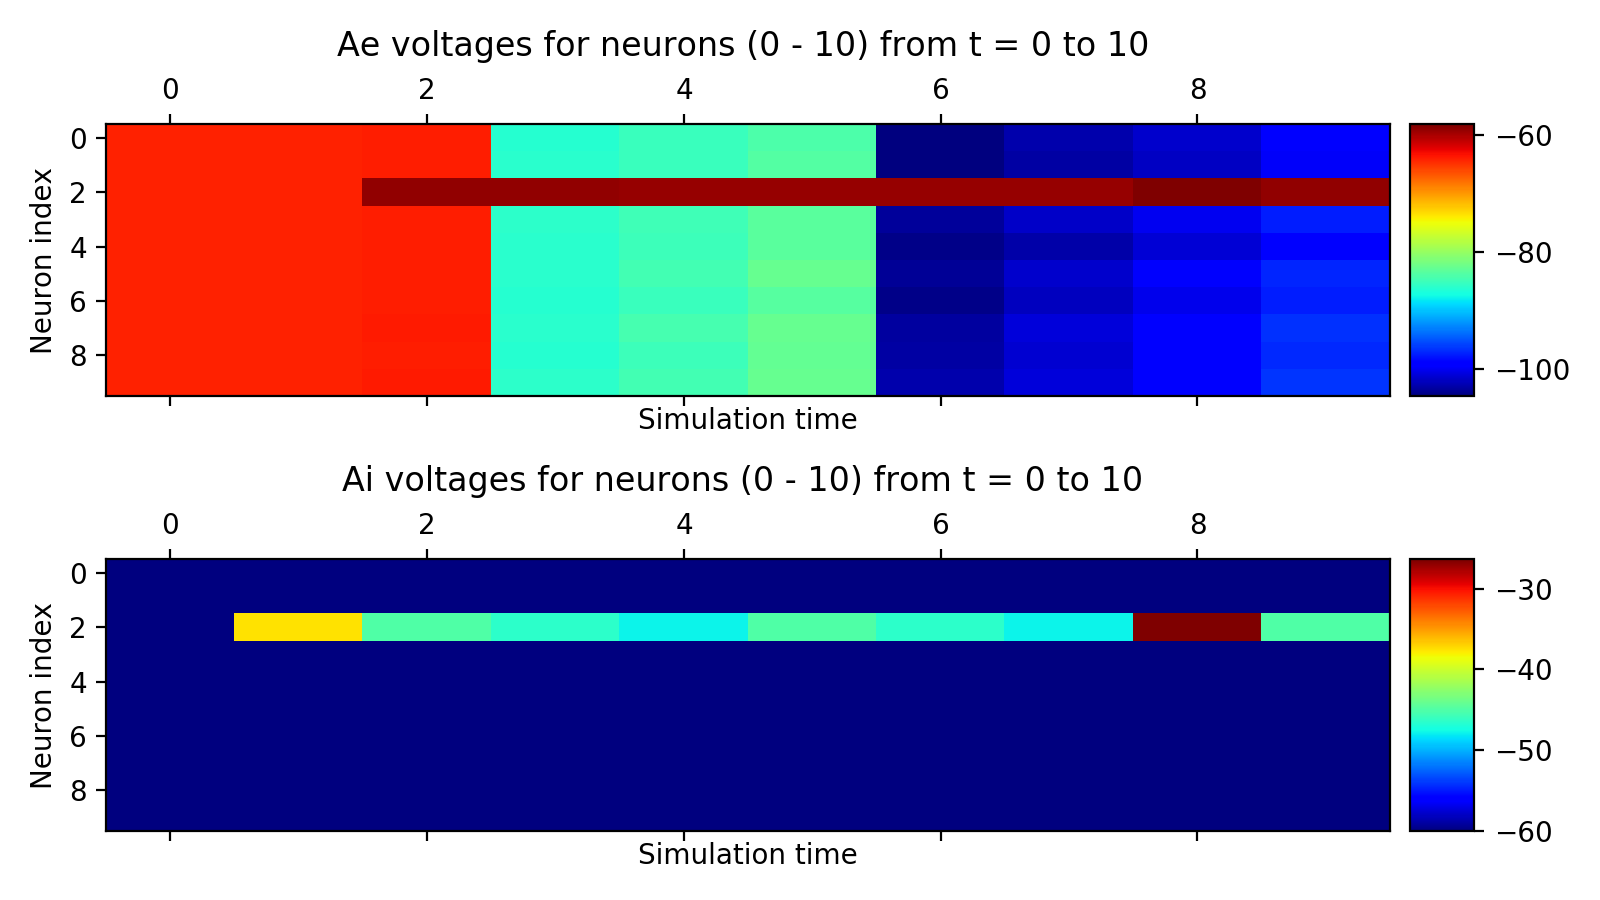 Ae voltages for neurons (0 - 10) from t = 0 to 10
0 2 4 6 8
Neuron index
0
2
4
6
8
−60
−80
−100
Simulation time
Ai voltages for neurons (0 - 10) from t = 0 to 10
0 2 4 6 8
Neuron index
0
2
4
6
8
−30
−40
−50
−60
Simulation time